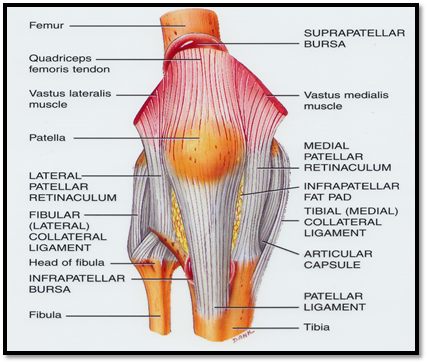 Femur
Quadriceps
femoris tendon
Vastus lateralis
muscle
Patella
LATERAL
PATELLAR
RETINACULUM
FIBULAR
(LATERAL)
COLLATERAL
LIGAMENT
Head of fibula
INFRAPATELLAR
BURSA
Fibula
SUPRAPATELLAR
BURSA
Vastus medialis
muscle
MEDIAL
PATELLAR
RETINACULUM
INFRAPATELLAR
FAT PAD
TIBIAL (MEDIAL)
COLLATERAL
LIGAMENT
ARTICULAR
CAPSULE
PATELLAR
LIGAMENT
Tibia